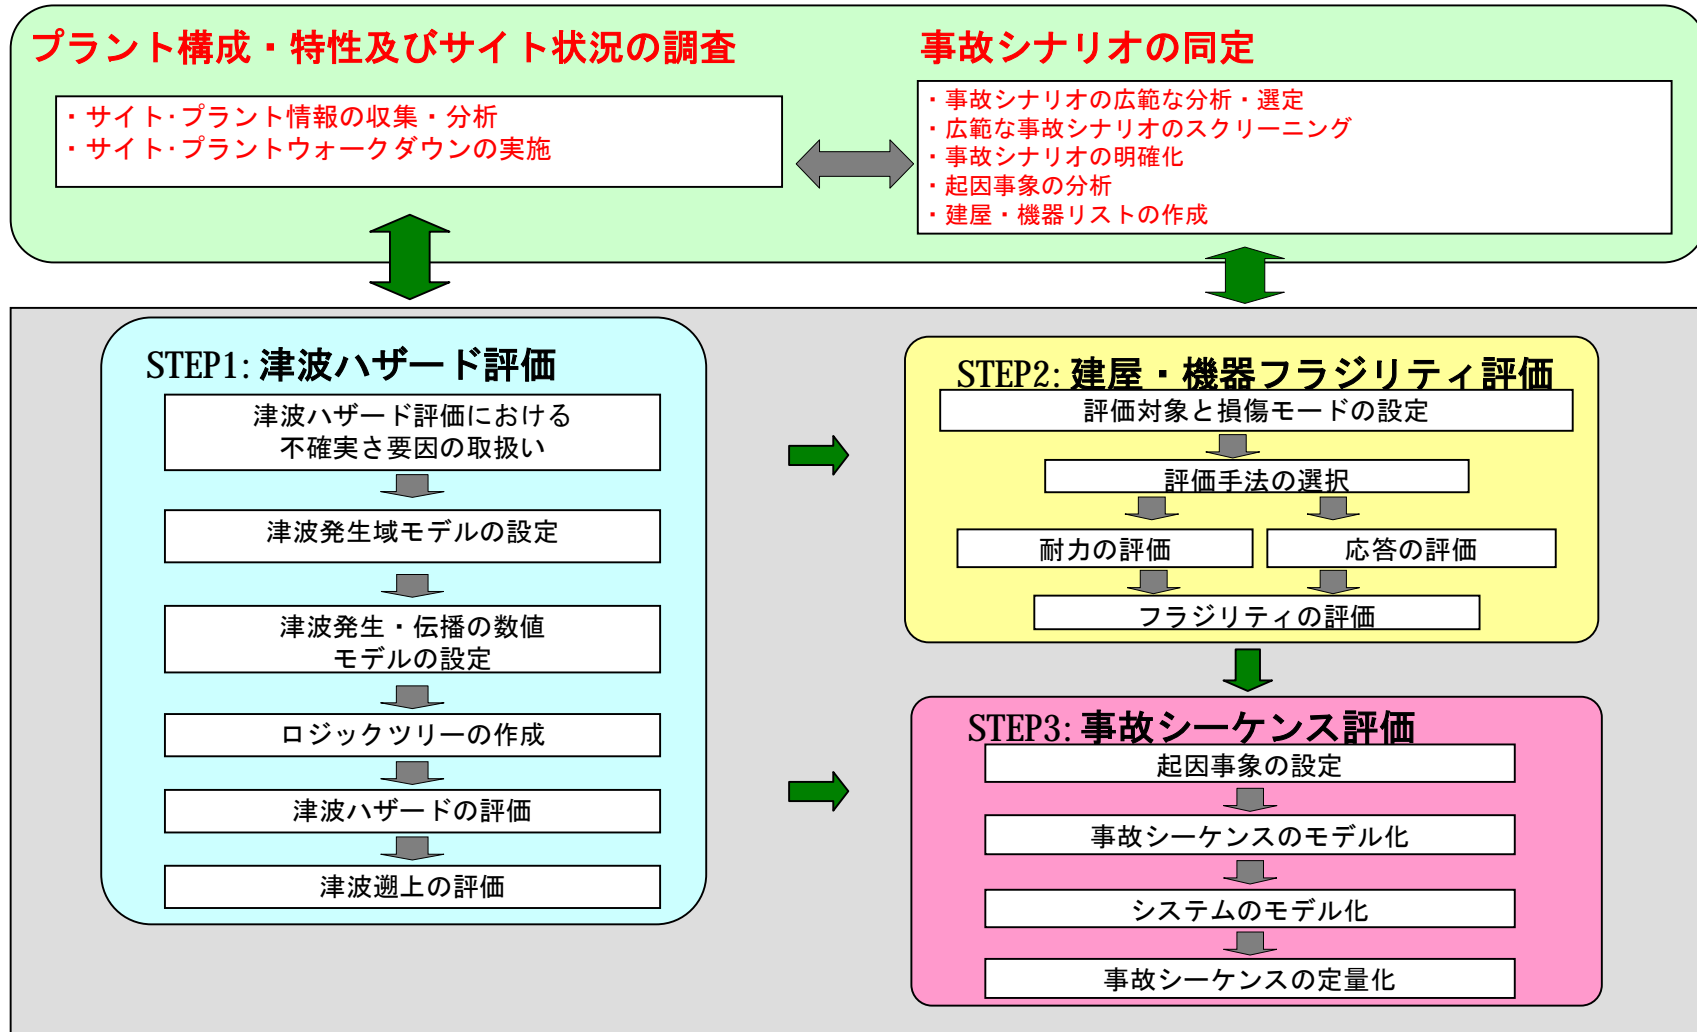 プラント構成・特性及びサイト状況の調査
・サイト･プラント情報の収集・分析
・サイト･プラントウォークダウンの実施
事故シナリオの同定
・事故シナリオの広範な分析・選定
・広範な事故シナリオのスクリーニング
・事故シナリオの明確化
・起因事象の分析
・建屋・機器リストの作成
STEP1: 津波ハザード評価
津波ハザード評価における
不確実さ要因の取扱い
津波発生域モデルの設定
津波発生・伝播の数値
モデルの設定
ロジックツリーの作成
津波ハザードの評価
津波遡上の評価
STEP2: 建屋・機器フラジリティ評価
評価対象と損傷モードの設定
評価手法の選択
耐力の評価
応答の評価
フラジリティの評価
STEP3: 事故シーケンス評価
起因事象の設定
事故シーケンスのモデル化
システムのモデル化
事故シーケンスの定量化